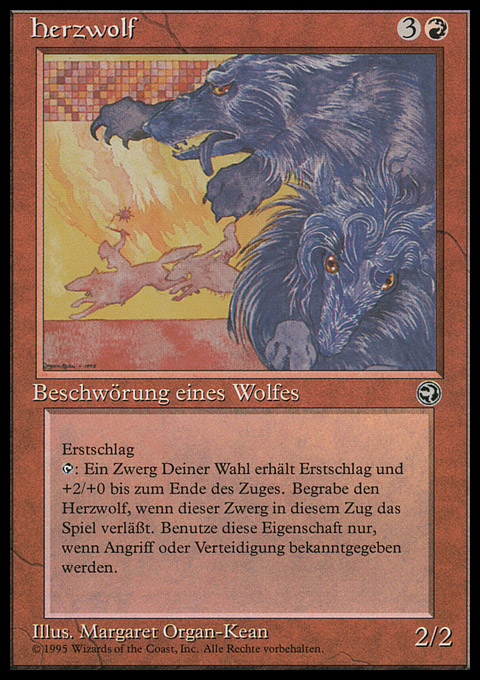 Herzwolf
3
Beschwörung eines Wolfes
Erstschlag
: Ein Zwerg Deiner Wahl erhält Erstschlag und
+2/+0 bis zum Ende des Zuges. Begrabe den
Herzwolf, wenn dieser Zwerg in diesem Zug das
Spiel verläßt. Benutze diese Eigenschaft nur,
wenn Angriff oder Verteidigung bekanntgegeben
werden.
Illus. Margaret Organ-Kean
2/2
© 1995 Wizards of the Coast, Inc. Alle Rechte vorbehalten.